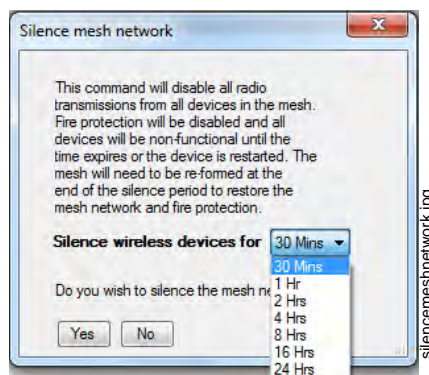 Silence mesh network
This command will disable all radio
transmissions from all devices in the mesh.
Fire protection will be disabled and all
devices will be non-functional until the
time expires or the device is restarted. The
mesh will need to be re-formed at the
end of the silence period to restore the
mesh network and fire protection.
Silence wireless devices for 30 Mins
30 Mins
1 Hr
2 Hrs
4 Hrs
8 Hrs
16 Hrs
24 Hrs
Do you wish to silence the mesh ne
Yes No
silencemeshnetwork.jpg